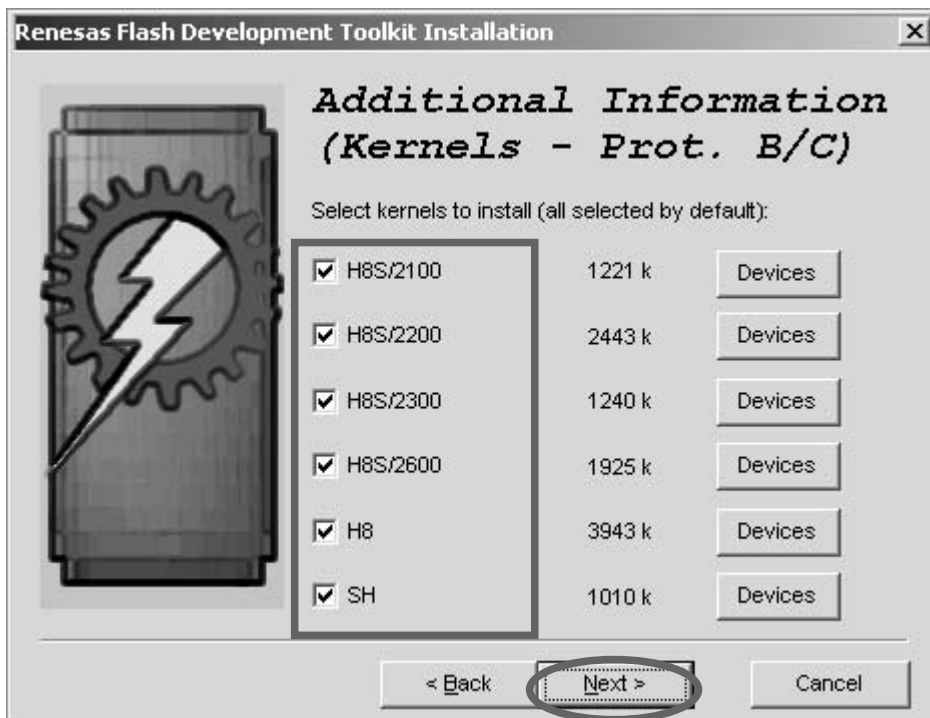 Renesas Flash Development Toolkit Installation
Additional Information
(Kernels - Prot. B/C)
Select kernels to install (all selected by default):
H8S/2100 1221 k Devices
H8S/2200 2443 k Devices
H8S/2300 1240 k Devices
H8S/2600 1925 k Devices
H8 3943 k Devices
SH 1010 k Devices
< Back Next > Cancel